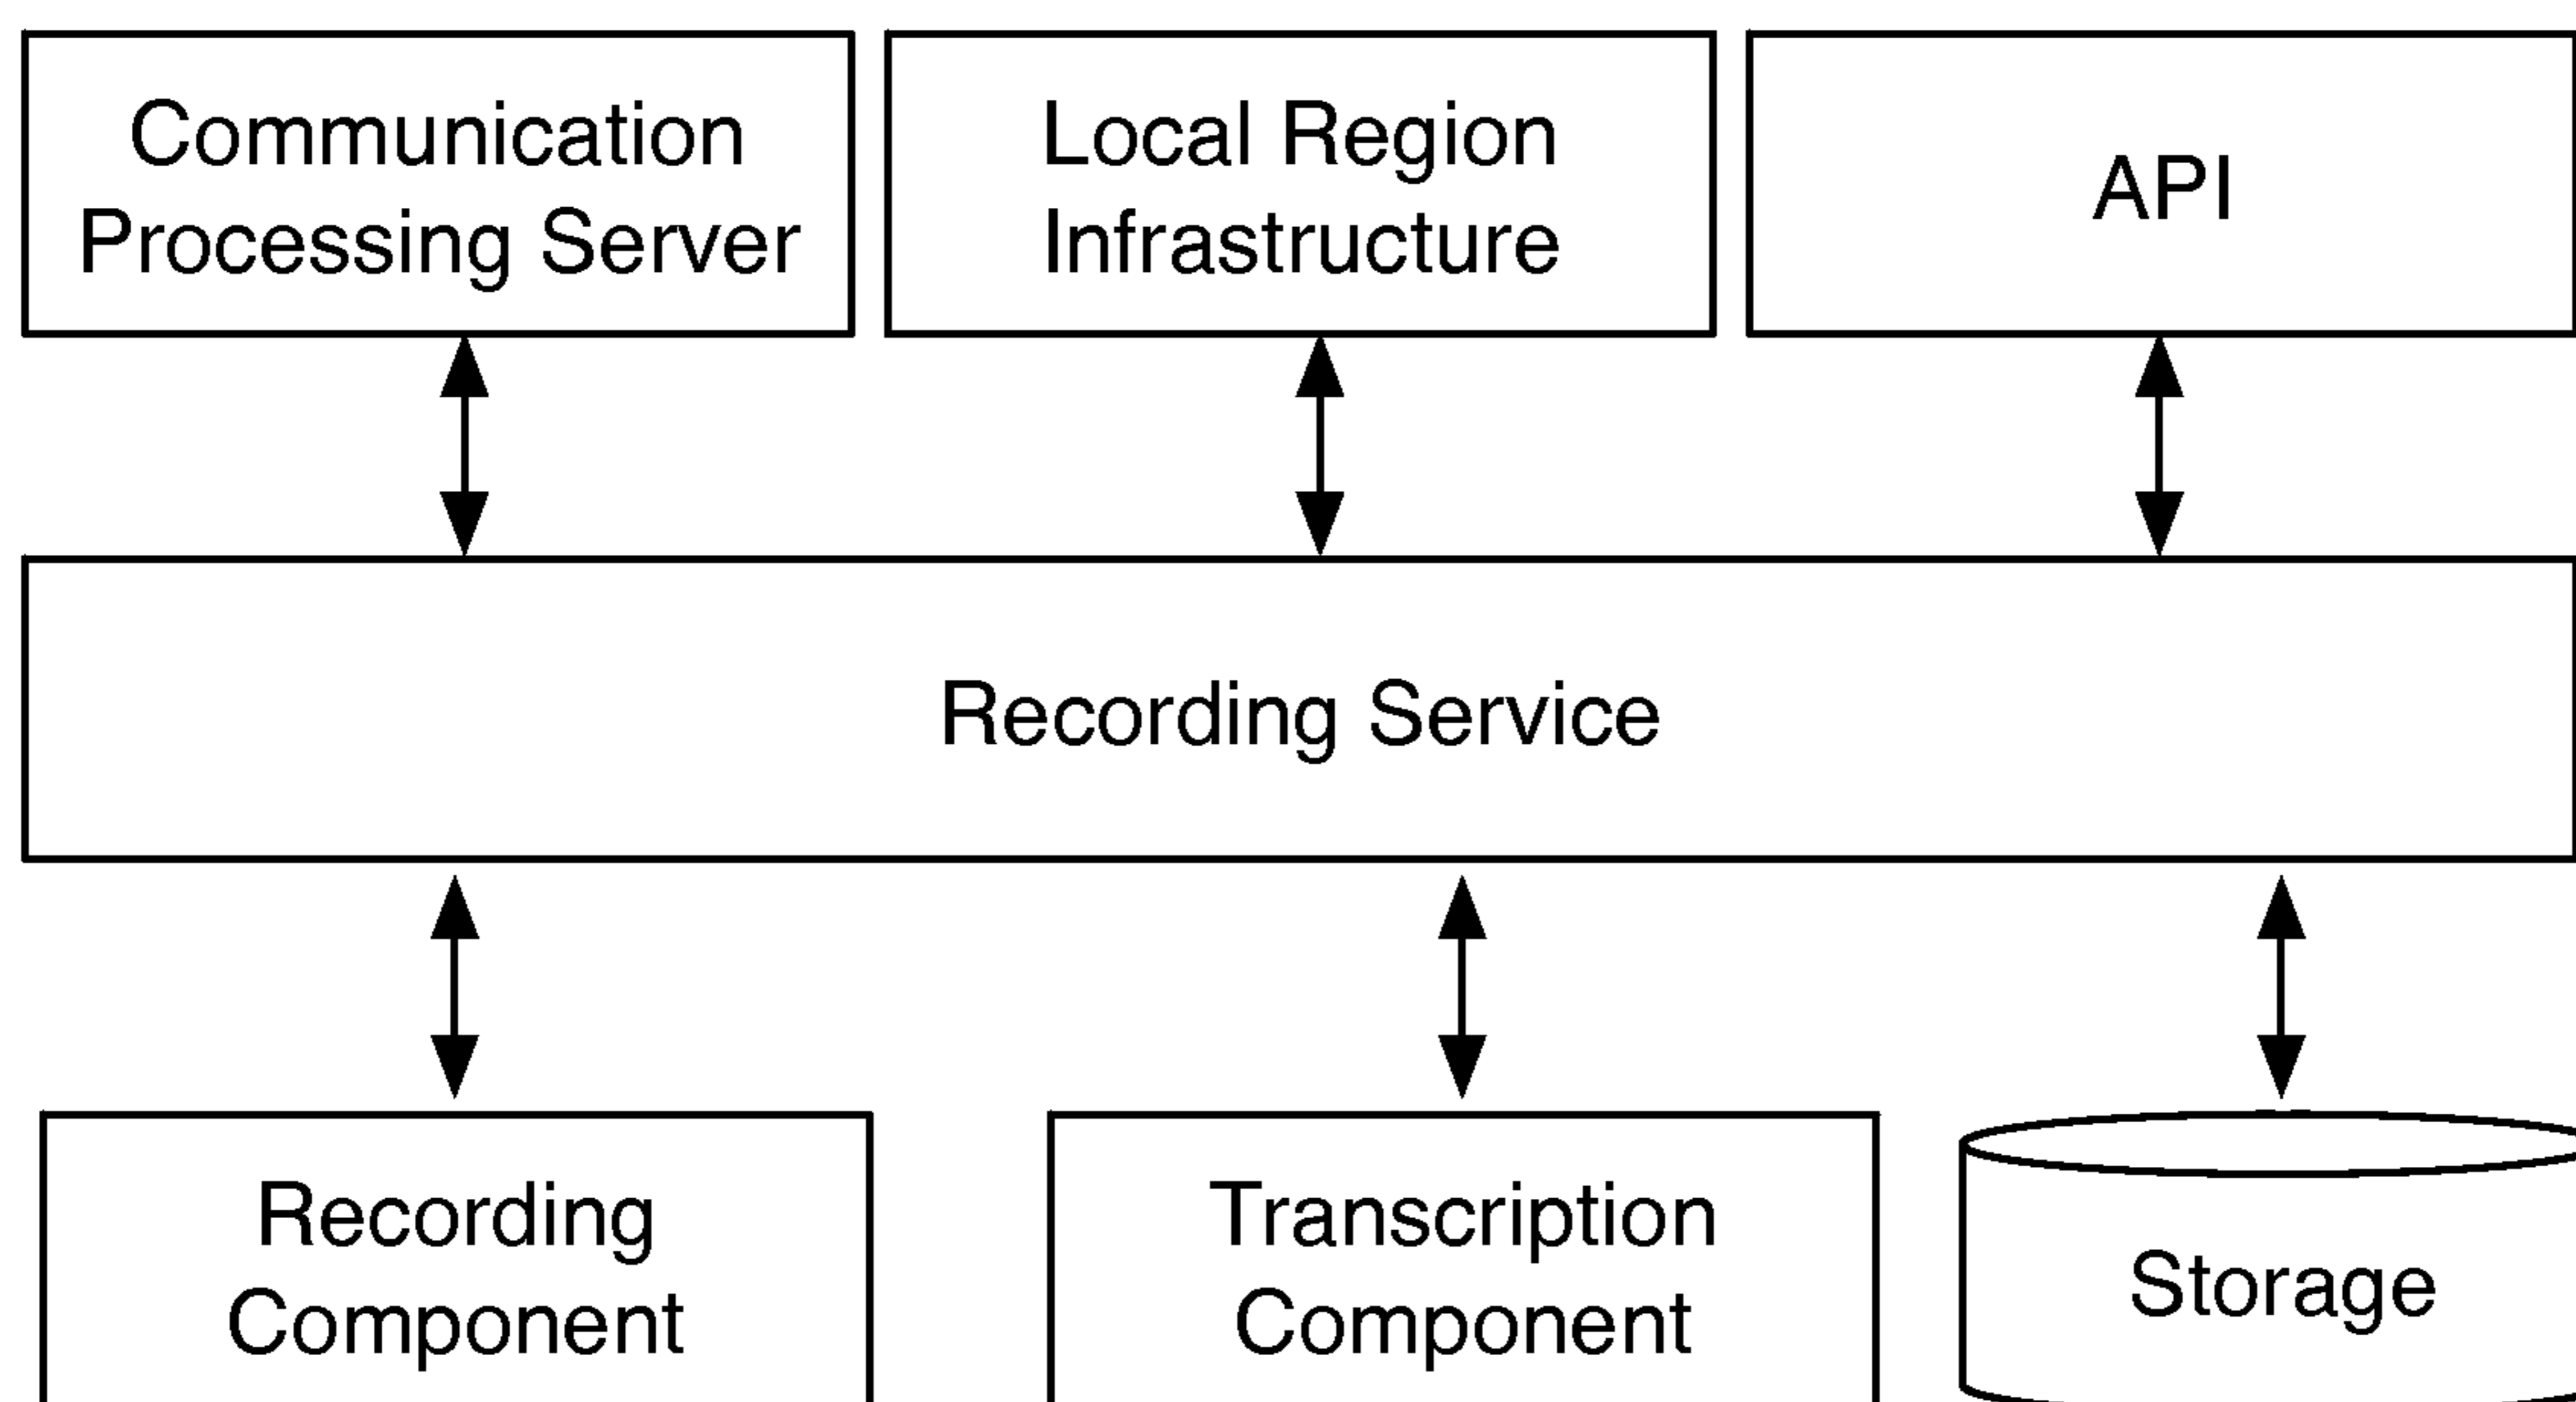 Communication
Processing Server
Local Region
Infrastructure
API
Recording Service
Recording
Component
Transcription
Component
Storage